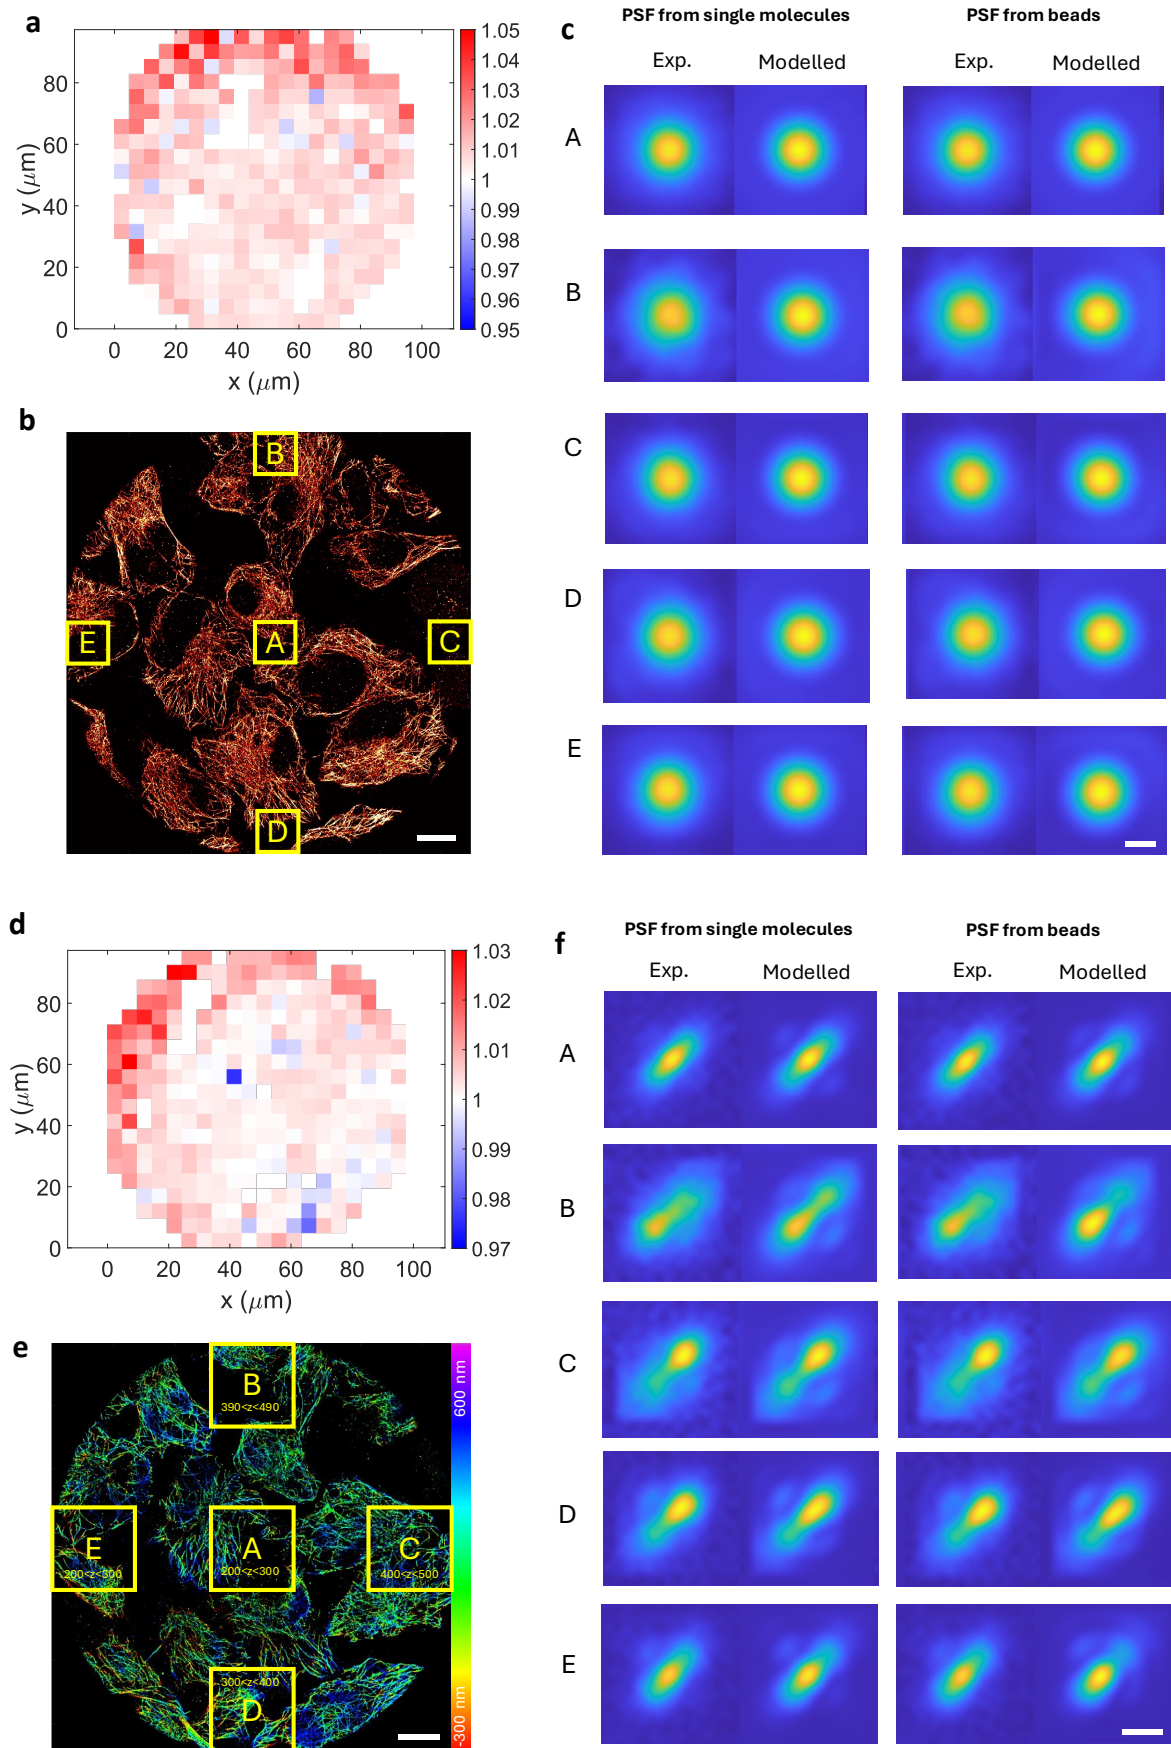 a
1.05
1.04
1.03
1.02
1.01
1
0.99
0.98
0.97
0.96
0.95
80
60
40
20
0
y (μm)
0 20 40 60 80 100
x (μm)
b
B
E
A
C
D
c
PSF from single molecules PSF from beads
Exp. Modelled Exp. Modelled
A
B
C
D
E
d
1.03
1.02
1.01
1
0.99
0.98
0.97
80
60
40
20
0
y (μm)
0 20 40 60 80 100
x (μm)
e
B
390<z<490
E
200<z<300
A
200<z<300
C
400<z<500
300<z<400
D
600 nm
-300 nm
f
PSF from single molecules PSF from beads
Exp. Modelled Exp. Modelled
A
B
C
D
E